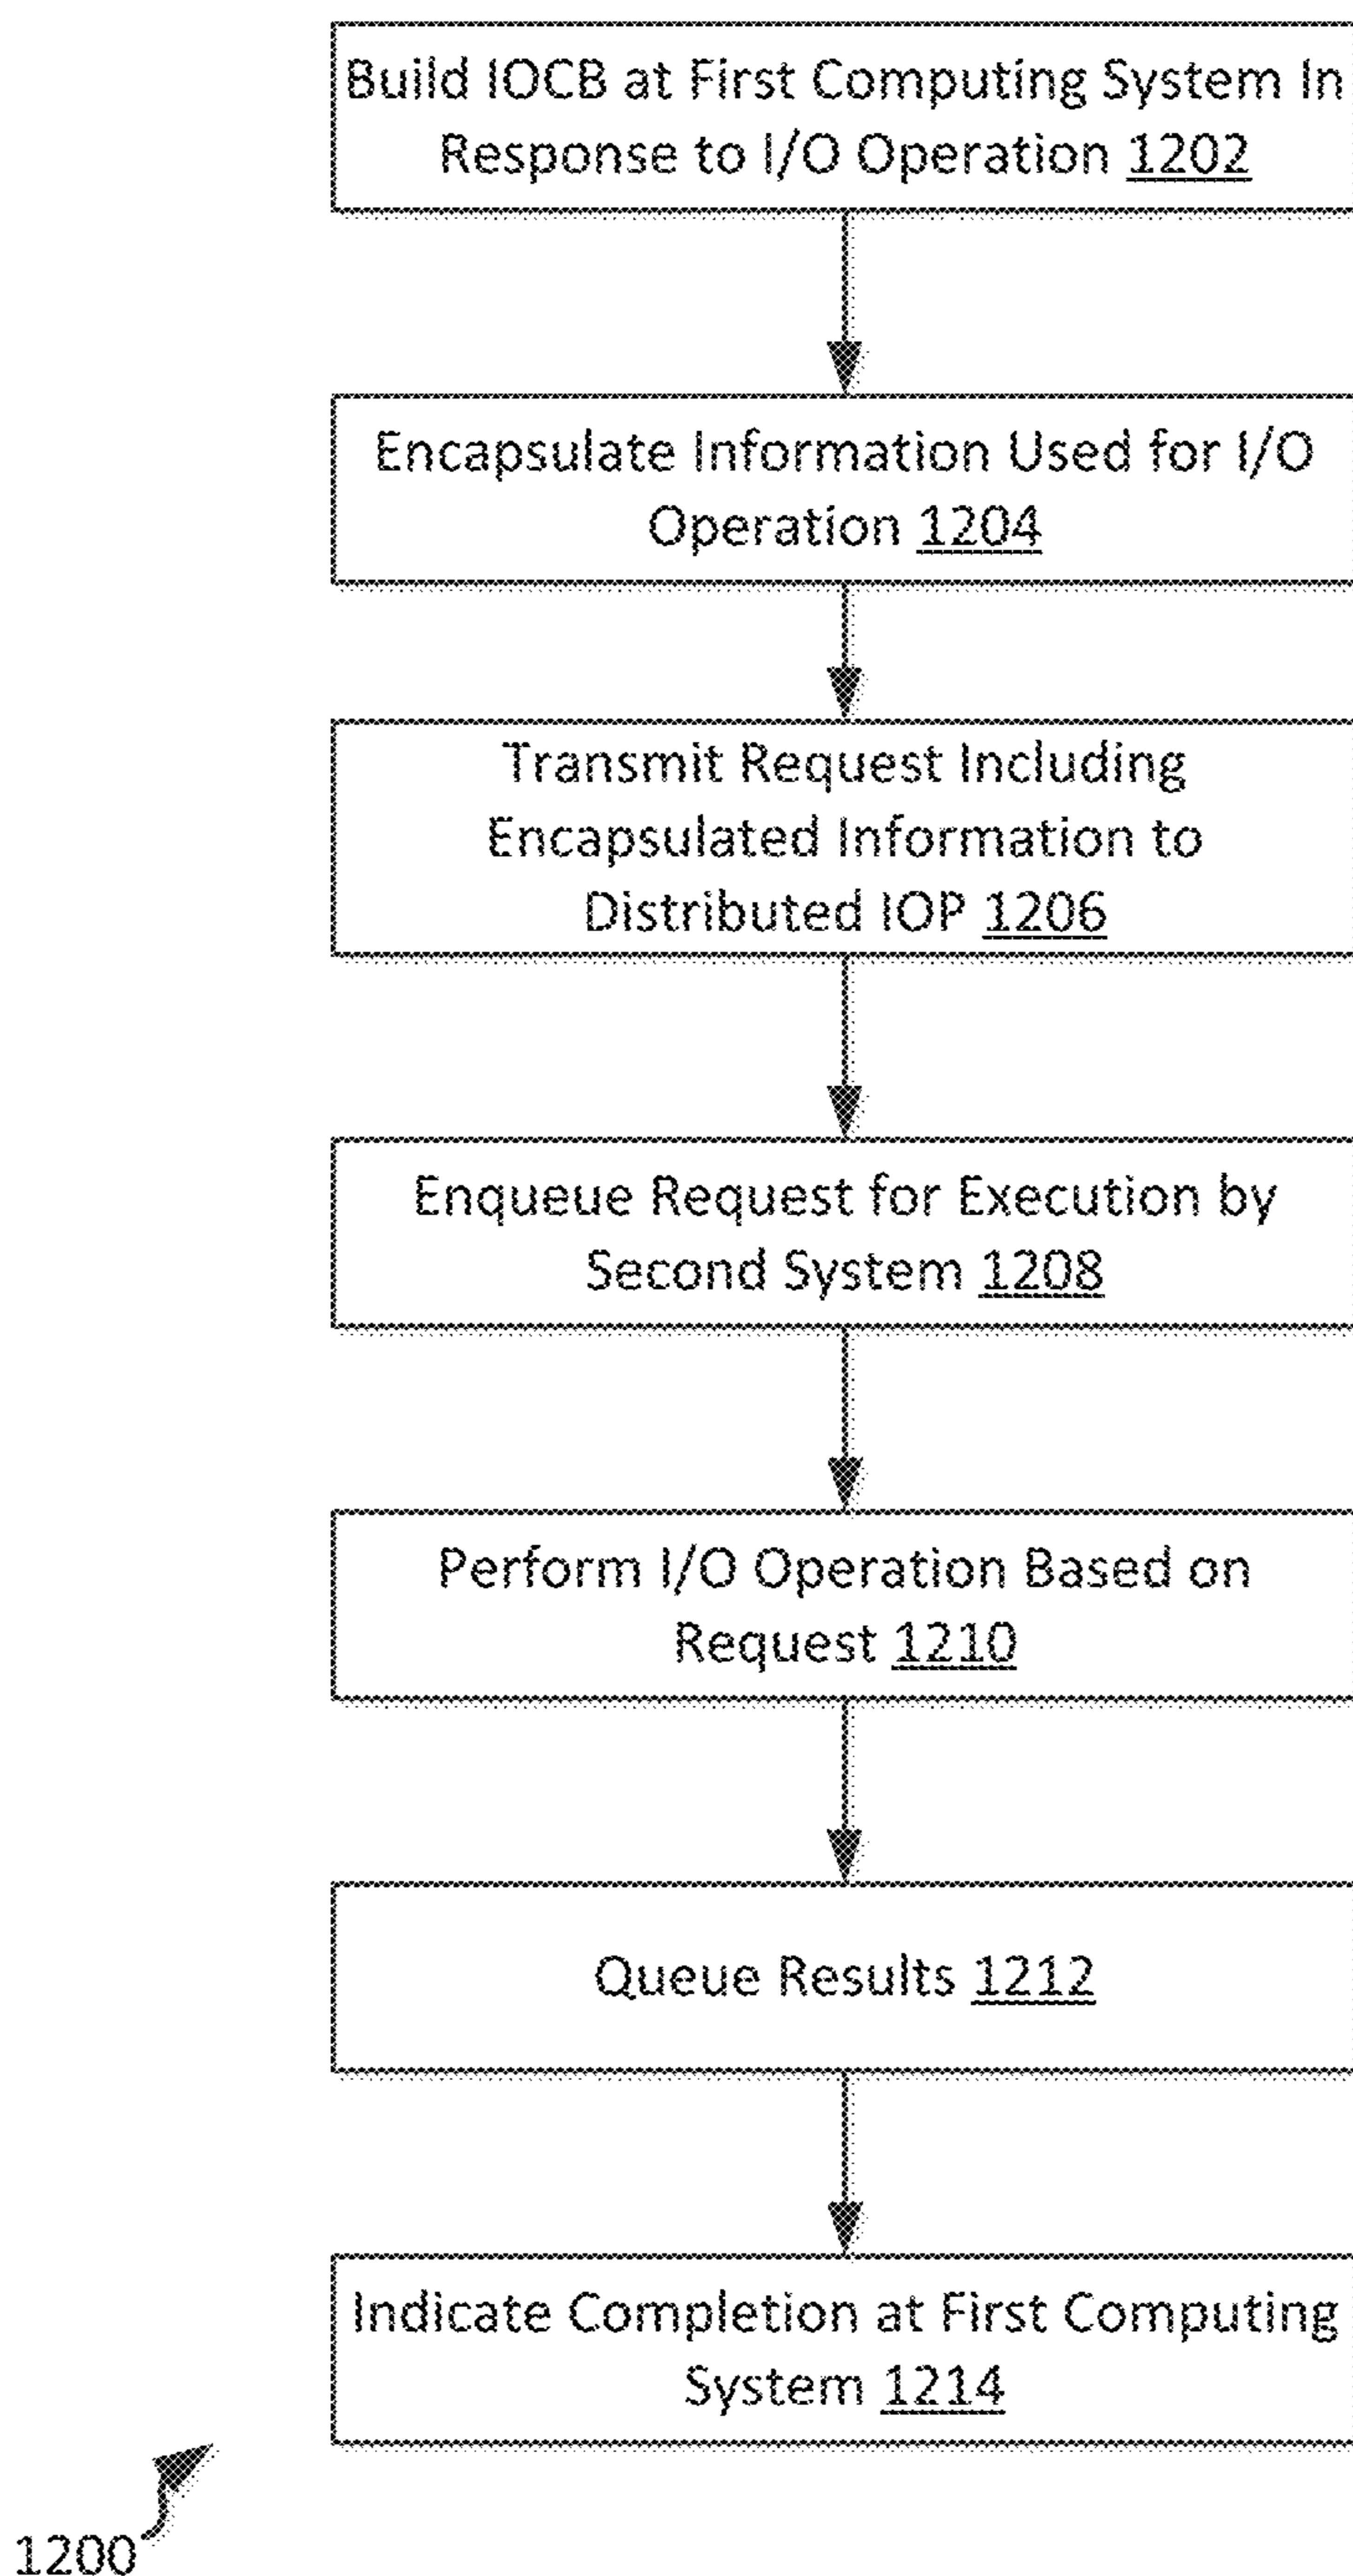 Build IOCB at First Computing System In
Response to I/O Operation 1202
Encapsulate Information Used for I/O
Operation 1204
Transmit Request Including
Encapsulated Information to
Distributed IOP 1206
Enqueue Request for Execution by
Second System 1208
Perform I/O Operation Based on
Request 1210
Queue Results 1212
Indicate Completion at First Computing
System 1214
1200